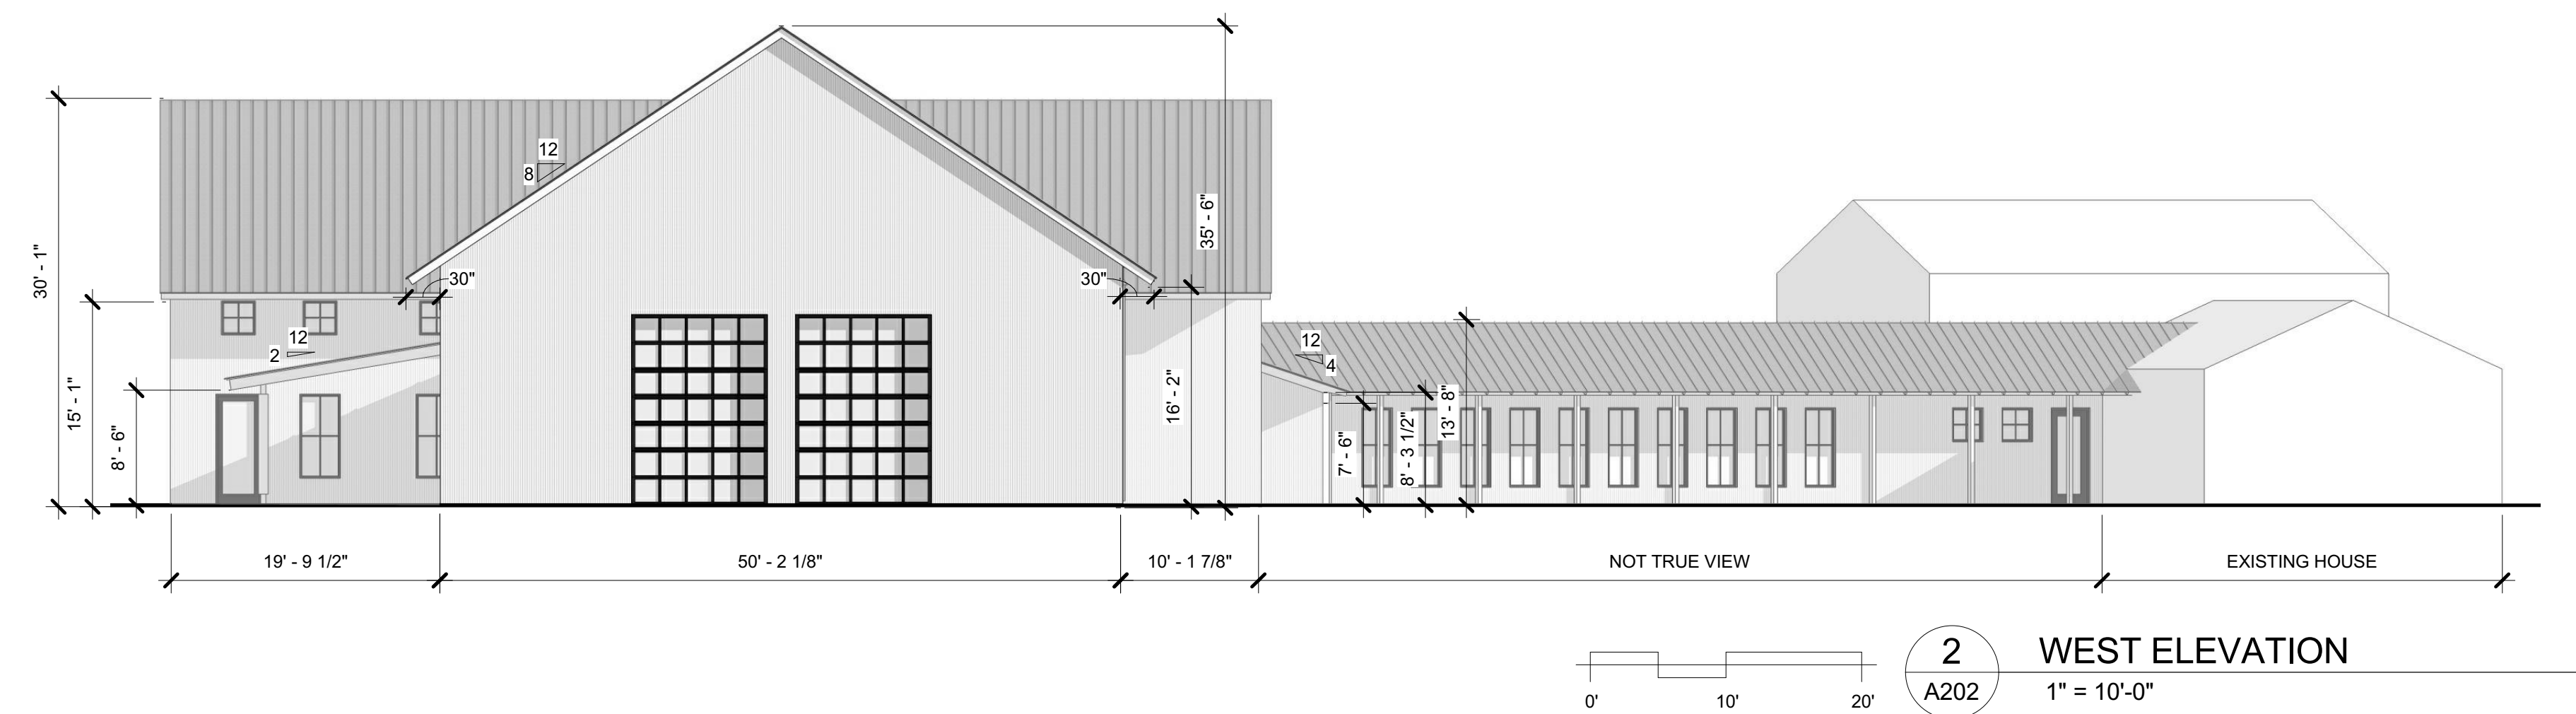 12
8
30"
30"
35' - 6"
30' - 1"
12
2
12
4
15' - 1"
16' - 2"
13' - 8"
8' - 6"
7' - 6"
8' - 3 1/2"
19' - 9 1/2"
50' - 2 1/8"
10' - 1 7/8"
NOT TRUE VIEW
EXISTING HOUSE
0'
10'
20'
2
A202
WEST ELEVATION
1" = 10'-0"